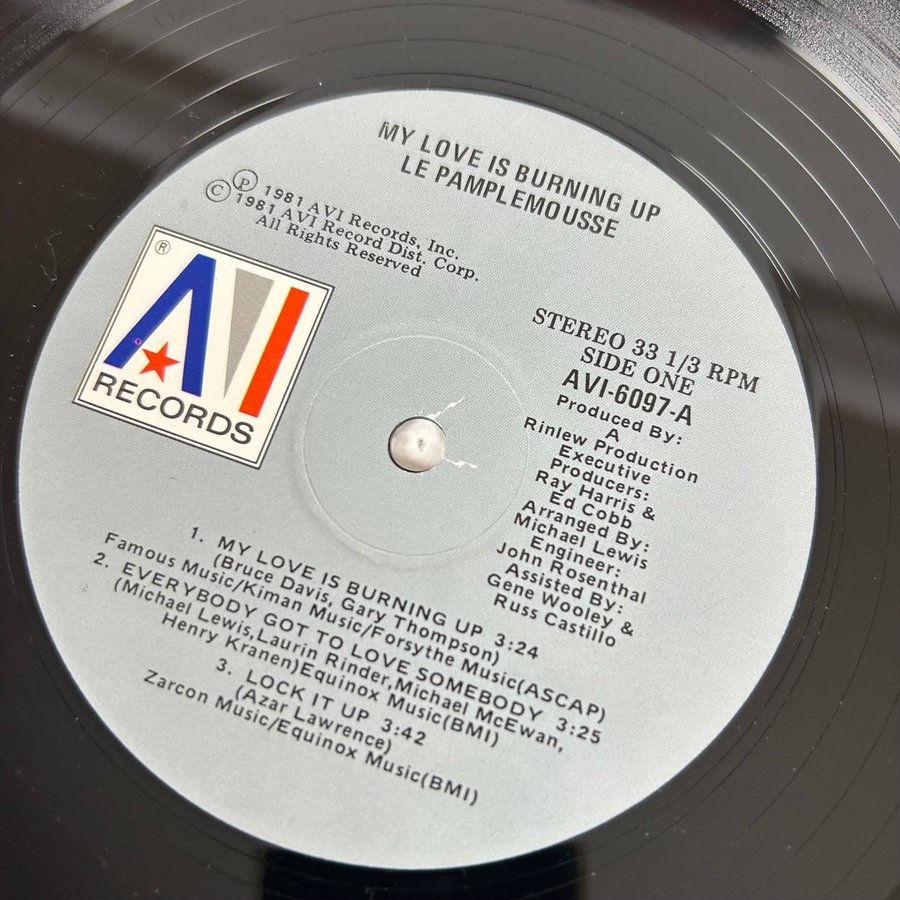 MY LOVE IS BURNING UP
LE PAMPLEMOUSSE
Ⓟ 1981 AVI Records, Inc.
© 1981 AVI Record Dist. Corp.
All Rights Reserved
®
AVI
RECORDS
STEREO 33 1/3 RPM
SIDE ONE
AVI-6097-A
Produced By:
A
Rinlew Production
Executive
Producers:
Ray Harris &
Ed Cobb
Arranged By:
Michael Lewis
Engineer:
John Rosenthal
Assisted By:
Gene Wooley &
Russ Castillo
1. MY LOVE IS BURNING UP 3:24
(Bruce Davis, Gary Thompson)
Famous Music/Kiman Music/Forsythe Music(ASCAP)
2. EVERYBODY GOT TO LOVE SOMEBODY 3:25
(Michael Lewis,Laurin Rinder,Michael McEwan,
Henry Kranen)Equinox Music(BMI)
3. LOCK IT UP 3:42
(Azar Lawrence)
Zarcon Music/Equinox Music(BMI)